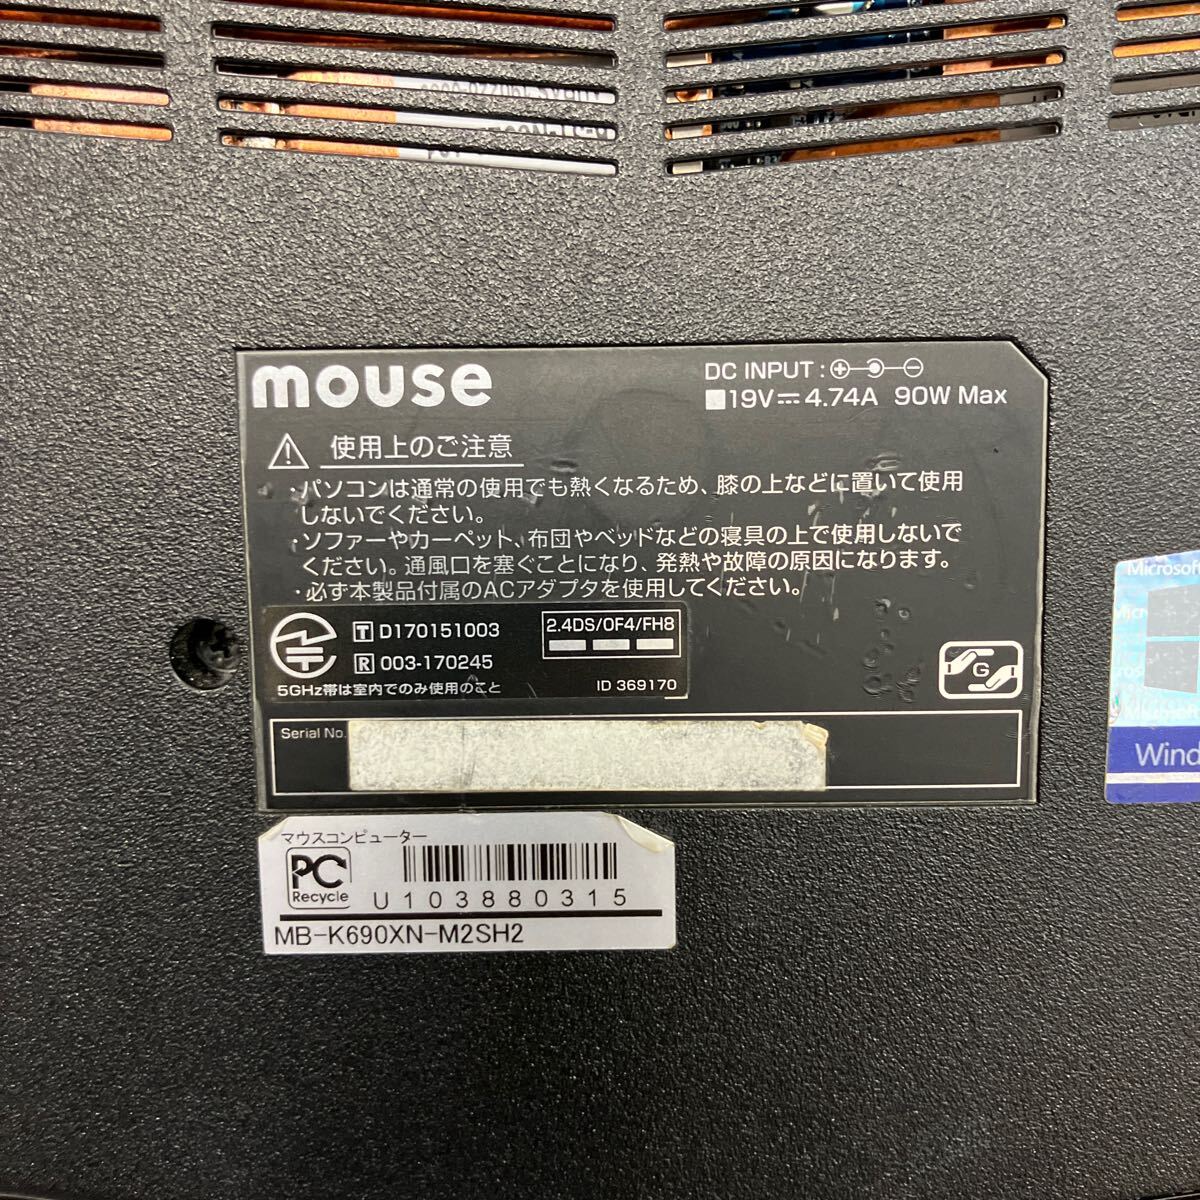 mouse
DC INPUT :
19V 4.74A 90W Max
使用上のご注意
・パソコンは通常の使用でも熱くなるため、膝の上などに置いて使用
しないでください。
・ソファーやカーペット、布団やベッドなどの寝具の上で使用しないで
ください。通風口を塞ぐことになり、発熱や故障の原因になります。
・必ず本製品付属のACアダプタを使用してください。
T D170151003
R 003-170245
5GHz帯は室内でのみ使用のこと
2.4DS/OF4/FH8
ID 369170
G
Serial No.
Microsoft
Wind
マウスコンピューター
PC
Recycle
U103880315
MB-K690XN-M2SH2